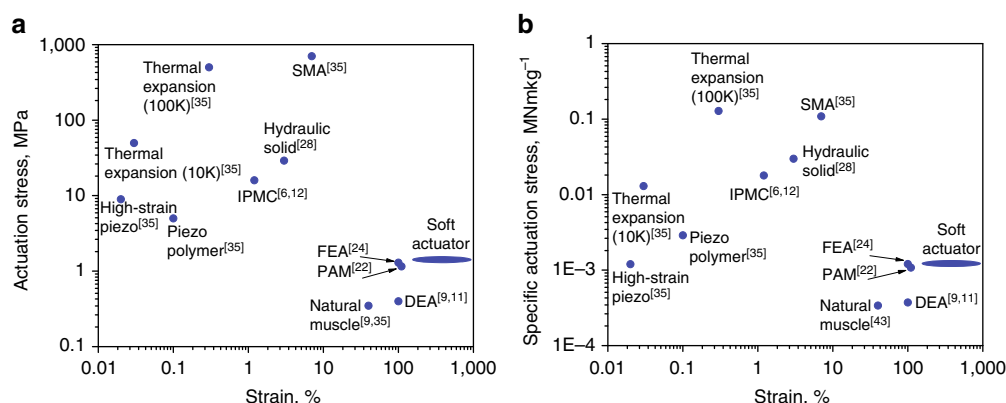 a
Actuation stress, MPa
1,000
100
10
1
0.1
Thermal
expansion
(100K)[35]
SMA[35]
Thermal
expansion (10K)[35]
Hydraulic
solid[28]
IPMC[6,12]
High-strain
piezo[35]
Piezo
polymer[35]
FEA[24]
PAM[22]
Soft
actuator
Natural
muscle[9,35]
DEA[9,11]
0.01 0.1 1 10 100 1,000
Strain, %
b
Specific actuation stress, MNmkg–1
1
0.1
0.01
1E–3
1E–4
Thermal
expansion
(100K)[35]
SMA[35]
Hydraulic
solid[28]
IPMC[6,12]
Thermal
expansion
(10K)[35]
Piezo
polymer[35]
High-strain
piezo[35]
FEA[24]
PAM[22]
Soft
actuator
Natural
muscle[43]
DEA[9,11]
0.01 0.1 1 10 100 1,000
Strain, %